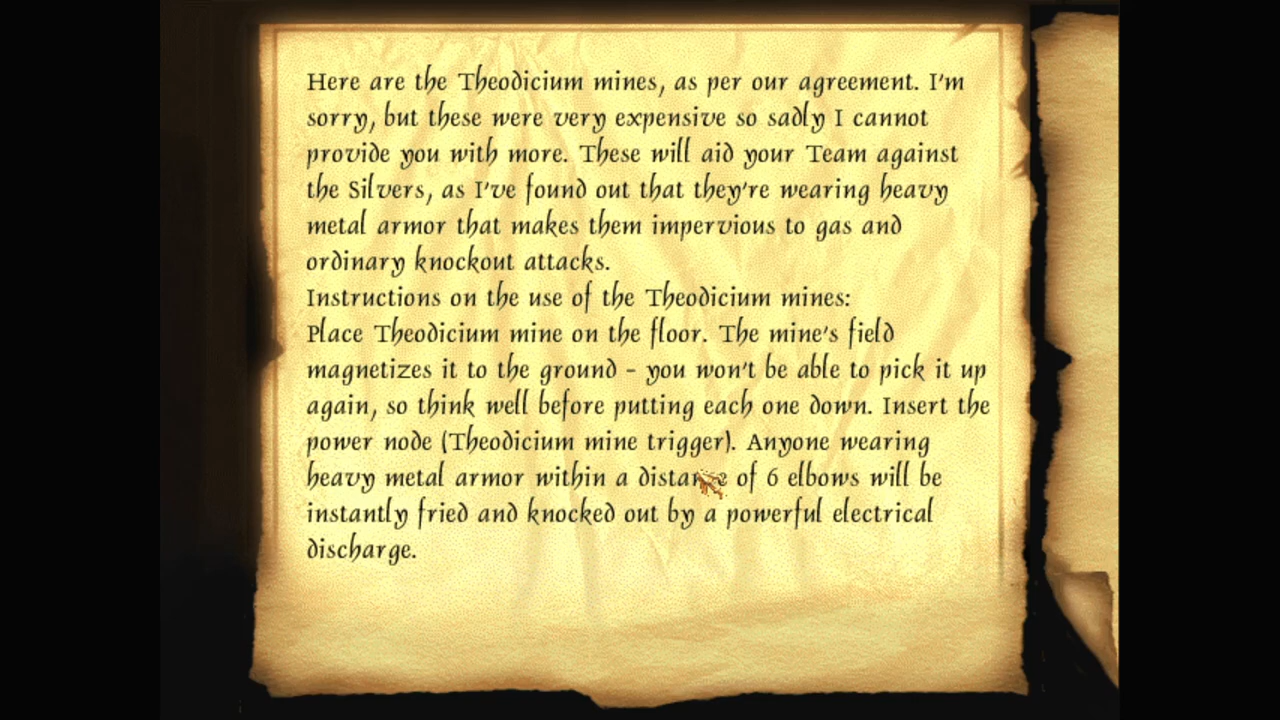 Here are the Theodicium mines, as per our agreement. I'm
sorry, but these were very expensive so sadly I cannot
provide you with more. These will aid your Team against
the Silvers, as I've found out that they're wearing heavy
metal armor that makes them impervious to gas and
ordinary knockout attacks.
Instructions on the use of the Theodicium mines:
Place Theodicium mine on the floor. The mine's field
magnetizes it to the ground - you won't be able to pick it up
again, so think well before putting each one down. Insert the
power node (Theodicium mine trigger). Anyone wearing
heavy metal armor within a distance of 6 elbows will be
instantly fried and knocked out by a powerful electrical
discharge.